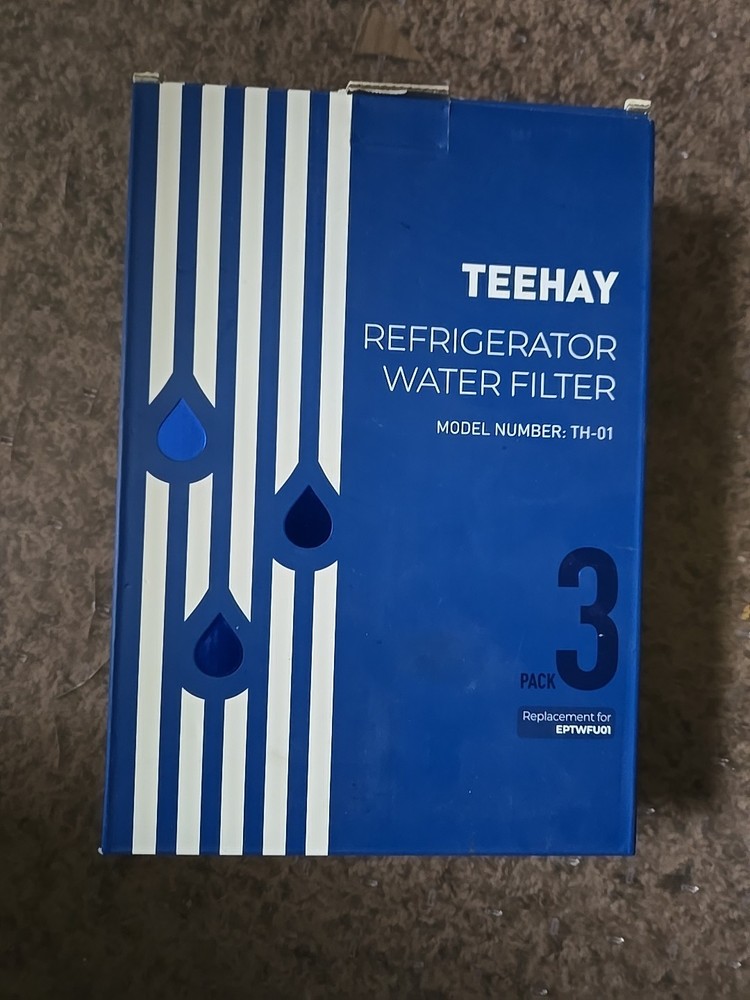 TEEHAY
REFRIGERATOR
WATER FILTER
MODEL NUMBER: TH-01
3
PACK
Replacement for
EPTWFU01